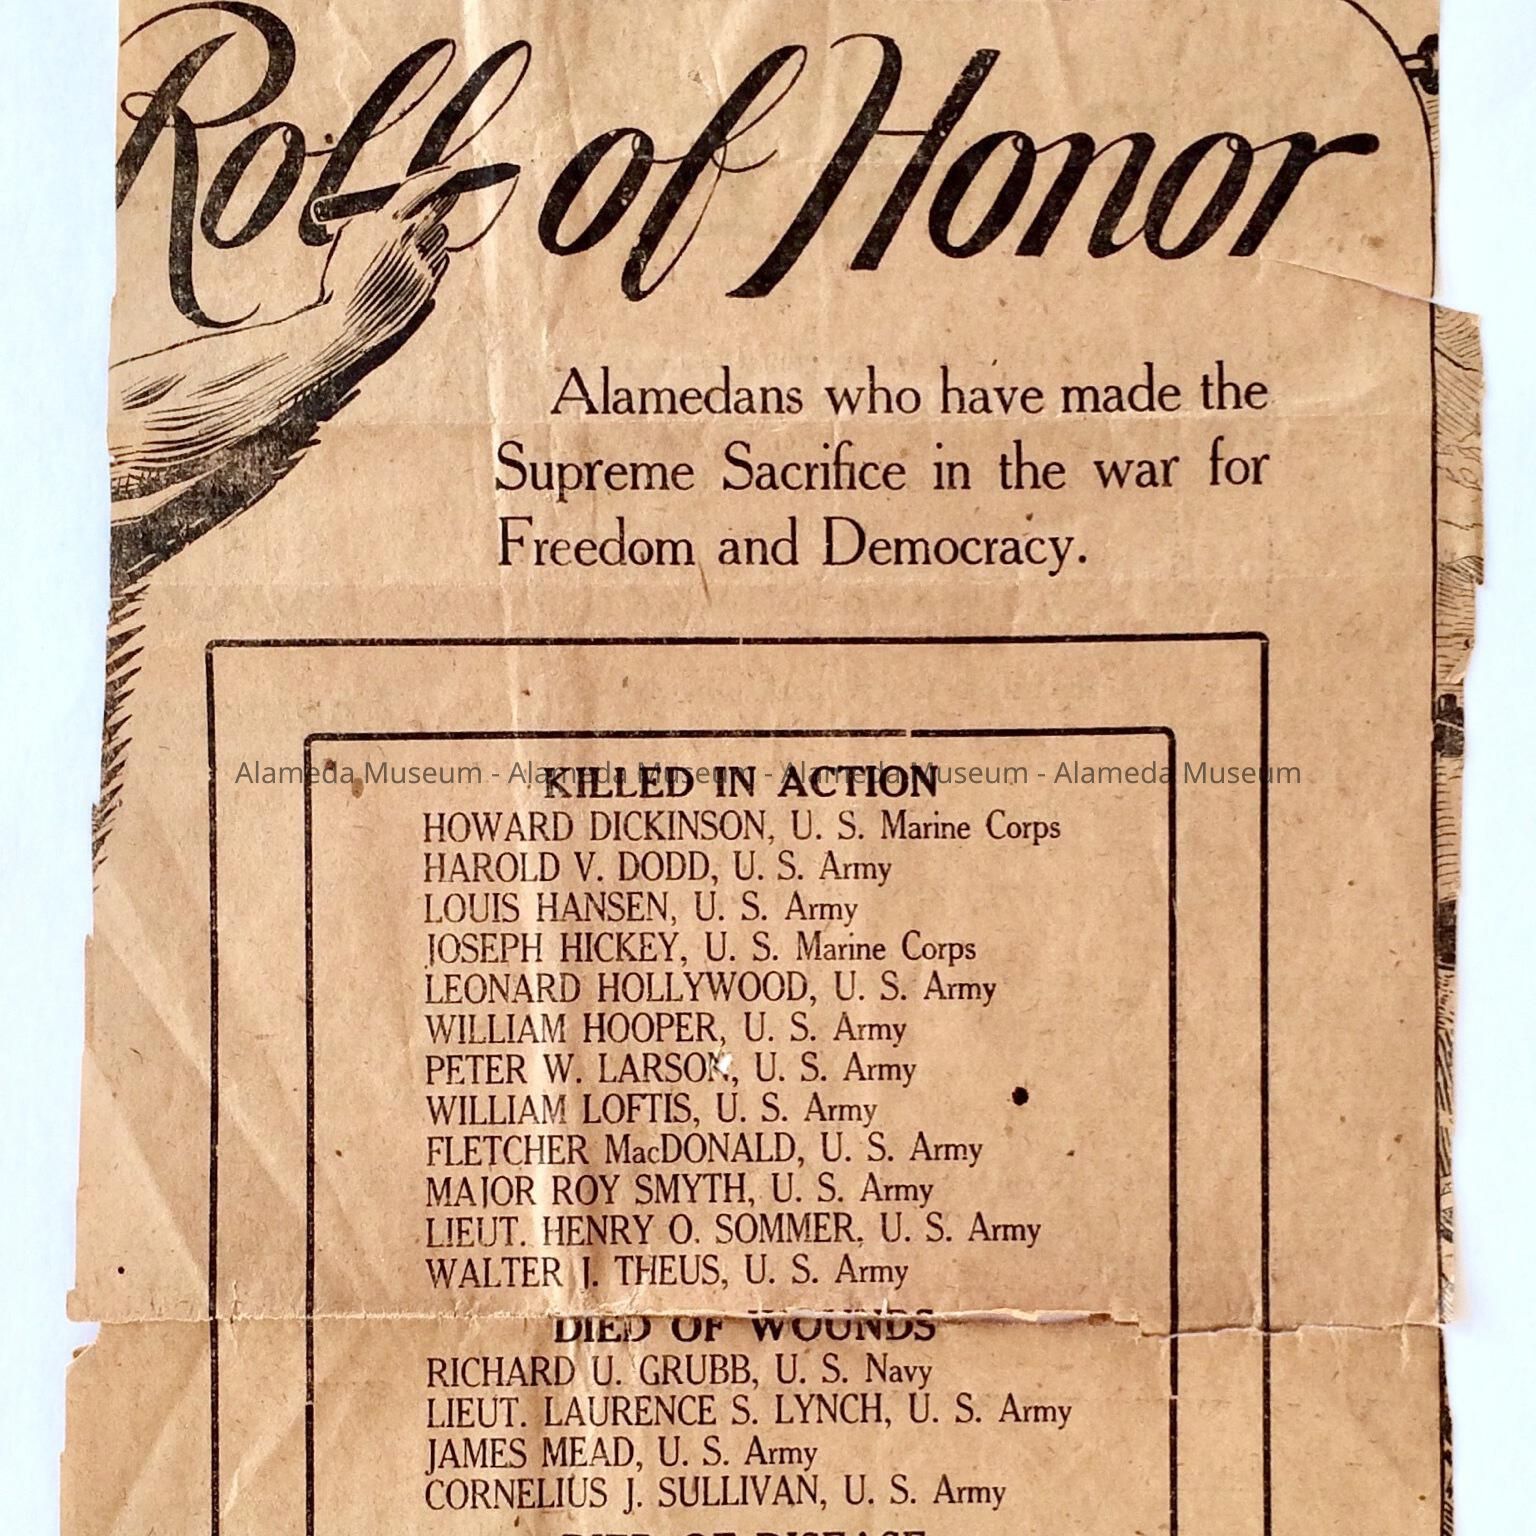 Roll of Honor
Alamedans who have made the
Supreme Sacrifice in the war for
Freedom and Democracy.
Alameda Museum - Alameda Museum - Alameda Museum - Alameda Museum
KILLED IN ACTION
HOWARD DICKINSON, U. S. Marine Corps
HAROLD V. DODD, U. S. Army
LOUIS HANSEN, U. S. Army
JOSEPH HICKEY, U. S. Marine Corps
LEONARD HOLLYWOOD, U. S. Army
WILLIAM HOOPER, U. S. Army
PETER W. LARSON, U. S. Army
WILLIAM LOFTIS, U. S. Army
FLETCHER MacDONALD, U. S. Army
MAJOR ROY SMYTH, U. S. Army
LIEUT. HENRY O. SOMMER, U. S. Army
WALTER J. THEUS, U. S. Army
DIED OF WOUNDS
RICHARD U. GRUBB, U. S. Navy
LIEUT. LAURENCE S. LYNCH, U. S. Army
JAMES MEAD, U. S. Army
CORNELIUS J. SULLIVAN, U. S. Army
DIED OF DISEASE